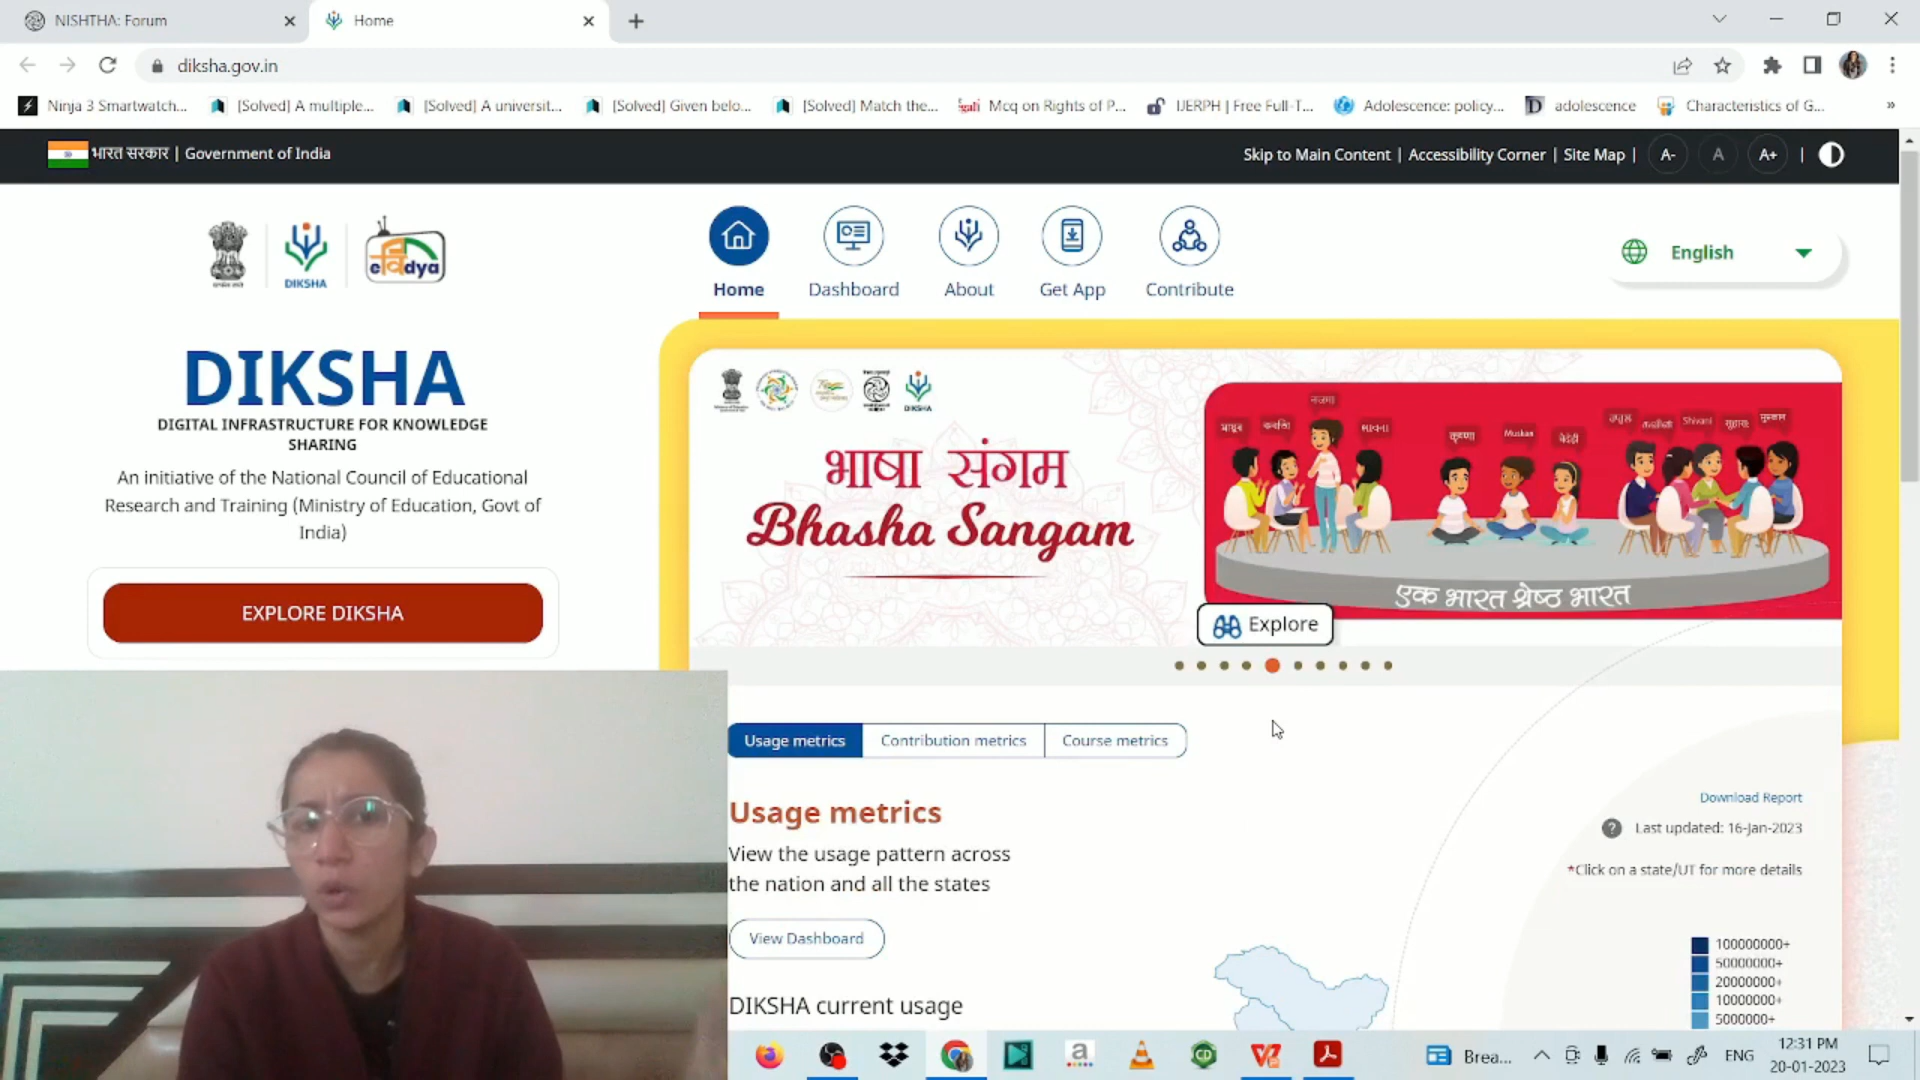 NISHTHA: Forum
Home
diksha.gov.in
Ninja 3 Smartwatch...
[Solved] A multiple...
[Solved] A universit...
[Solved] Given belo...
[Solved] Match the...
Mcq on Rights of P...
IJERPH | Free Full-T...
Adolescence: policy...
adolescence
Characteristics of G...
भारत सरकार | Government of India
Skip to Main Content | Accessibility Corner | Site Map |
A-
A
A+
DIKSHA
Home
Dashboard
About
Get App
Contribute
English
DIKSHA
DIGITAL INFRASTRUCTURE FOR KNOWLEDGE
SHARING
An initiative of the National Council of Educational
Research and Training (Ministry of Education, Govt of
India)
EXPLORE DIKSHA
DIKSHA
भाषा संगम
Bhasha Sangam
नजमा
कृष्णा
Muskan
Shivani
मुस्कान
एक भारत श्रेष्ठ भारत
Explore
Usage metrics
Contribution metrics
Course metrics
Usage metrics
View the usage pattern across
the nation and all the states
View Dashboard
DIKSHA current usage
Download Report
Last updated: 16-Jan-2023
*Click on a state/UT for more details
100000000+
50000000+
20000000+
10000000+
5000000+
Brea...
ENG
12:31 PM
20-01-2023